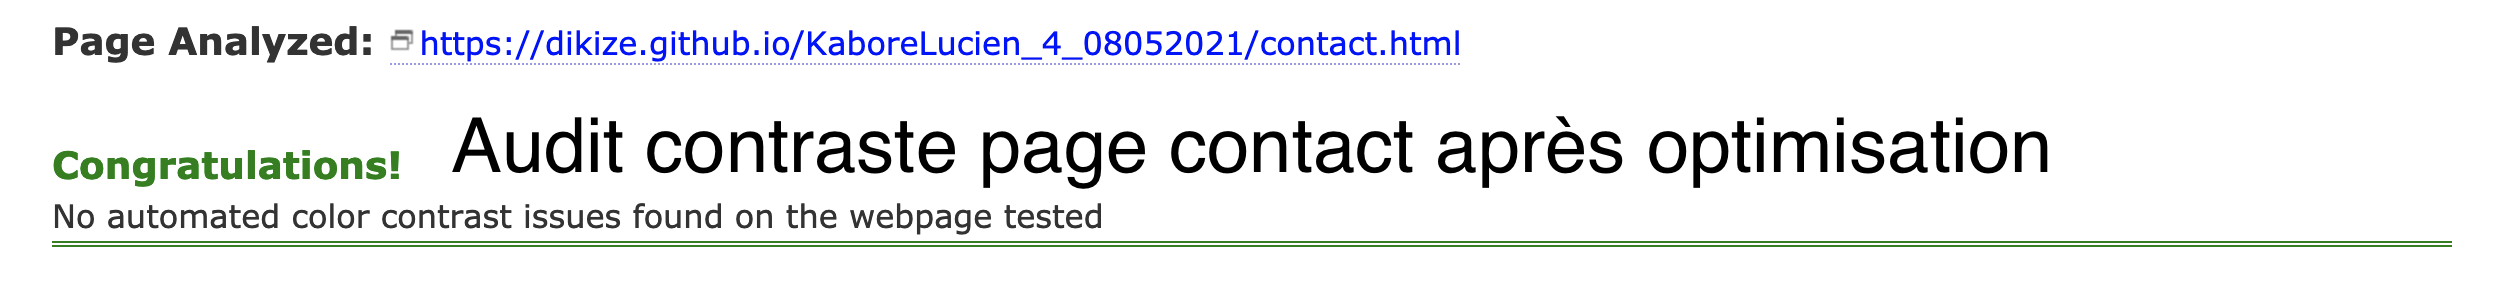 Page Analyzed: https://dikize.github.io/KaboreLucien_4__08052021/contact.html
Audit contraste page contact après optimisation
Congratulations!
No automated color contrast issues found on the webpage tested